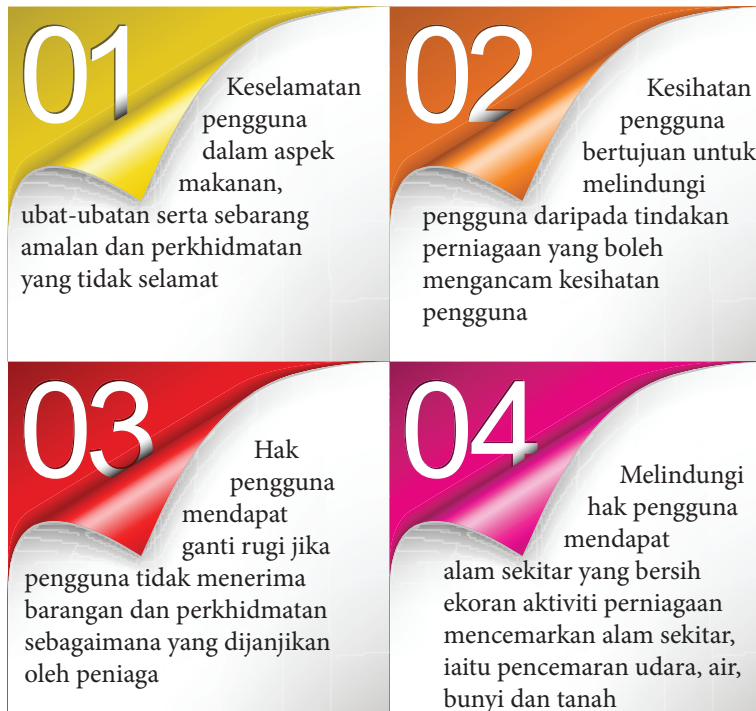 01
Keselamatan
pengguna
dalam aspek
makanan,
ubat-ubatan serta sebarang
amalan dan perkhidmatan
yang tidak selamat
02
Kesihatan
pengguna
bertujuan untuk
melindungi
pengguna daripada tindakan
perniagaan yang boleh
mengancam kesihatan
pengguna
03
Hak
pengguna
mendapat
ganti rugi jika
pengguna tidak menerima
barangan dan perkhidmatan
sebagaimana yang dijanjikan
oleh peniaga
04
Melindungi
hak pengguna
mendapat
alam sekitar yang bersih
ekoran aktiviti perniagaan
mencemarkan alam sekitar,
iaitu pencemaran udara, air,
bunyi dan tanah